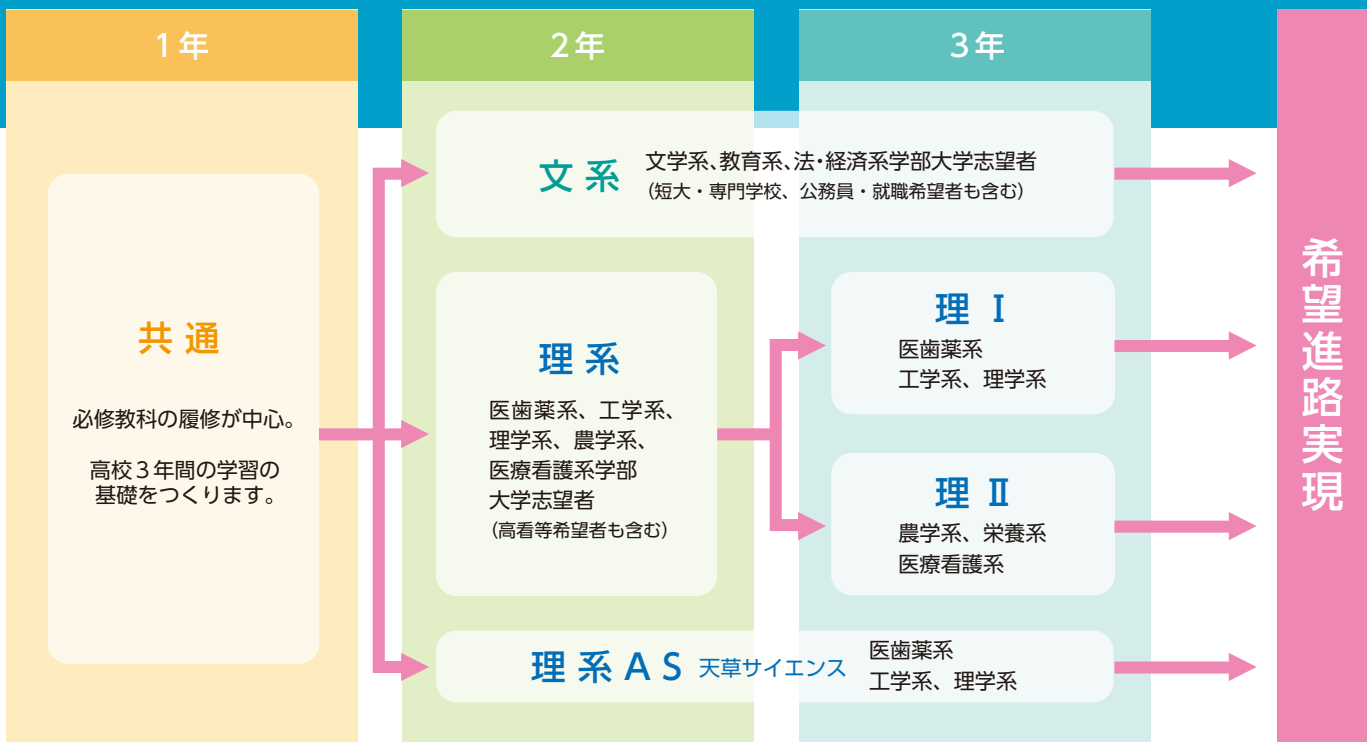 1年
2年
3年
共通
必修教科の履修が中心。
高校3年間の学習の
基礎をつくります。
文系
文学系、教育系、法・経済系学部大学志望者
(短大・専門学校、公務員・就職希望者も含む)
理系
医歯薬系、工学系、
理学系、農学系、
医療看護系学部
大学志望者
(高看等希望者も含む)
理Ⅰ
医歯薬系
工学系、理学系
理Ⅱ
農学系、栄養系
医療看護系
理系AS 天草サイエンス
医歯薬系
工学系、理学系
希望進路実現